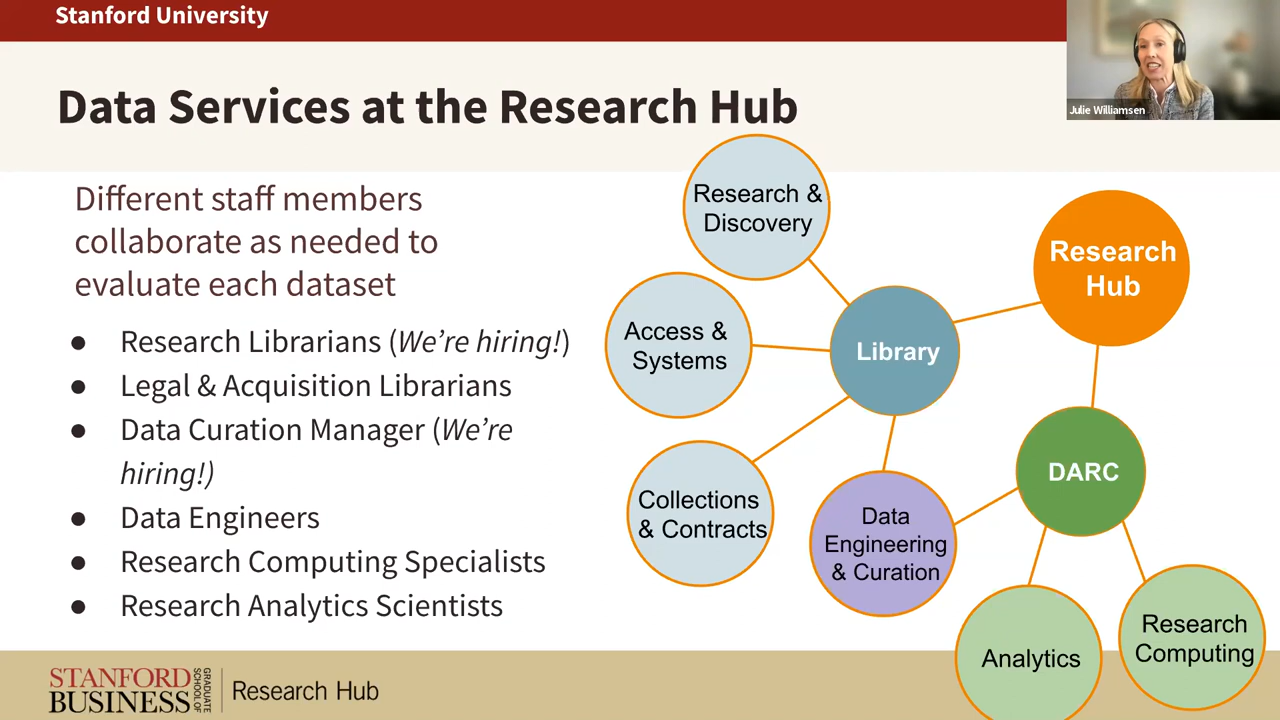 Stanford University
Data Services at the Research Hub
Julie Williamsen
Different staff members
collaborate as needed to
evaluate each dataset
● Research Librarians (We're hiring!)
● Legal & Acquisition Librarians
● Data Curation Manager (We're
hiring!)
● Data Engineers
● Research Computing Specialists
● Research Analytics Scientists
Research &
Discovery
Access &
Systems
Collections
& Contracts
Library
Data
Engineering
& Curation
Research
Hub
DARC
Analytics
Research
Computing
STANFORD
BUSINESS
GRADUATE
SCHOOL OF
Research Hub